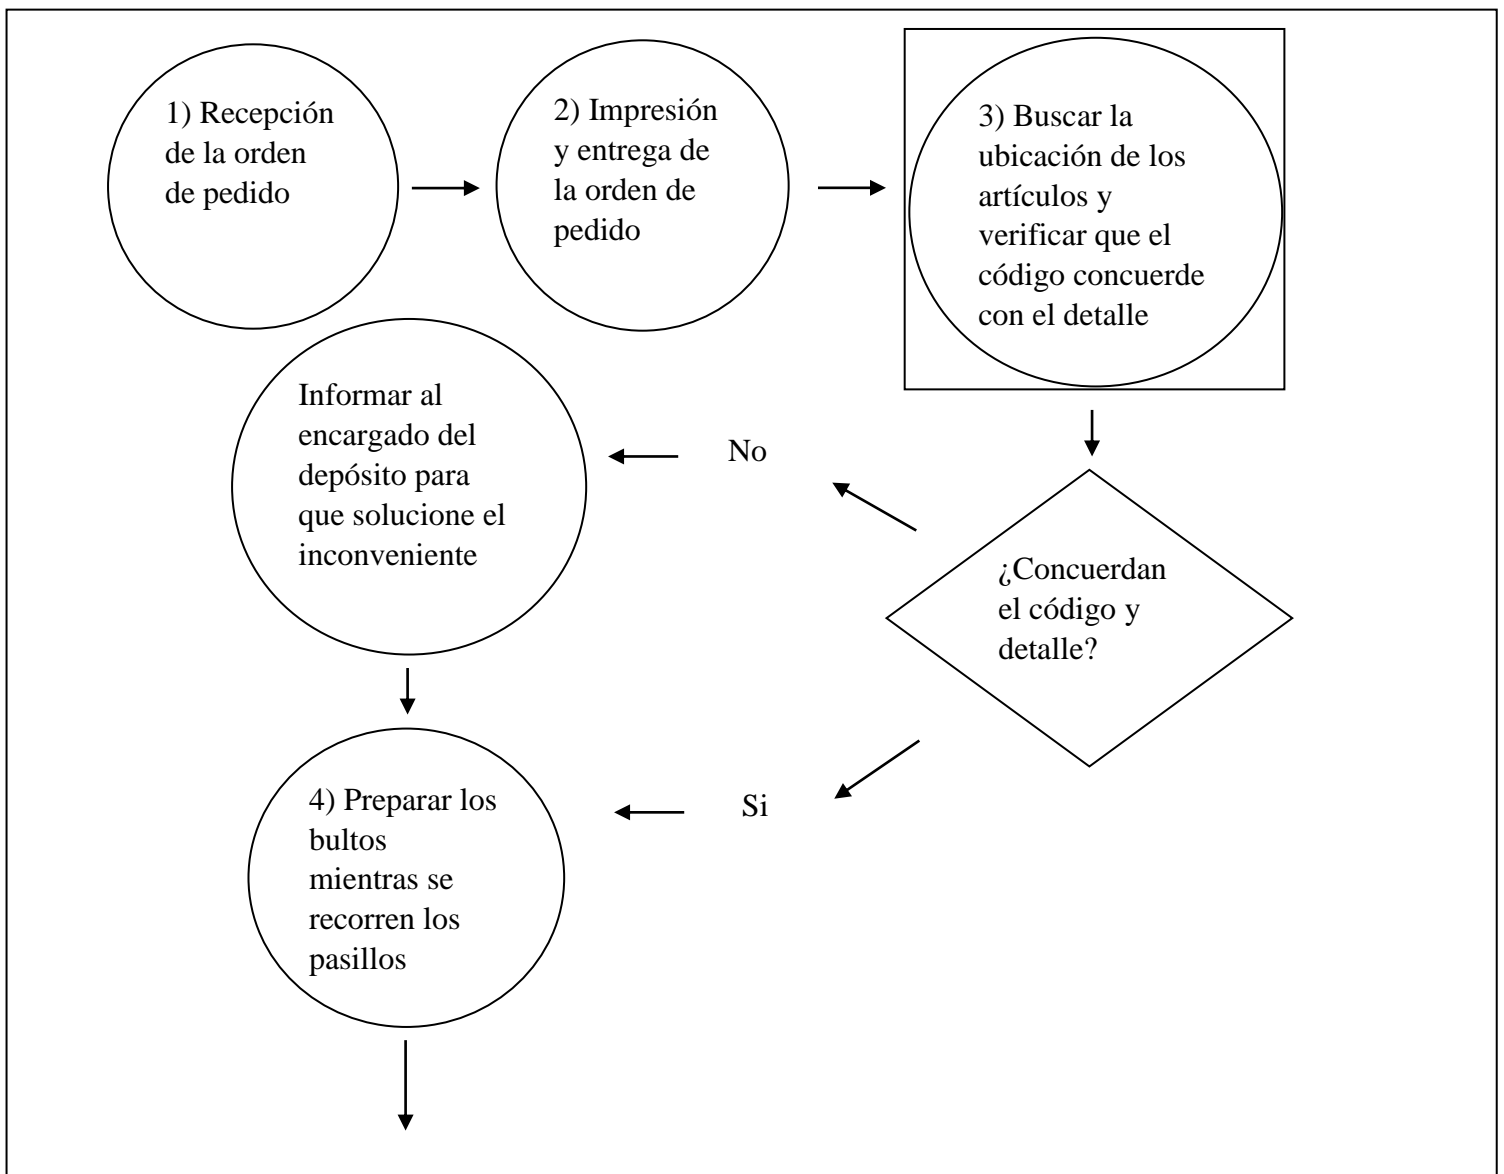 1) Recepción
de la orden
de pedido
2) Impresión
y entrega de
la orden de
pedido
3) Buscar la
ubicación de los
artículos y
verificar que el
código concuerde
con el detalle
Informar al
encargado del
depósito para
que solucione el
inconveniente
No
¿Concuerdan
el código y
detalle?
4) Preparar los
bultos
mientras se
recorren los
pasillos
Si